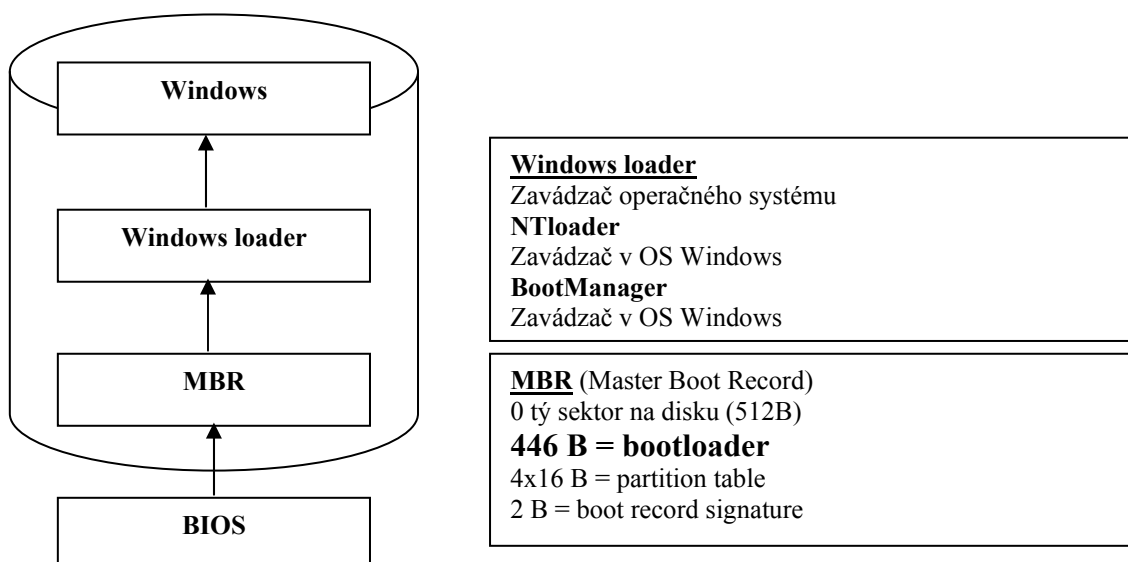 Windows
Windows loader
MBR
BIOS
Windows loader
Zavádzač operačného systému
NTloader
Zavádzač v OS Windows
BootManager
Zavádzač v OS Windows
MBR (Master Boot Record)
0 tý sektor na disku (512B)
446 B = bootloader
4x16 B = partition table
2 B = boot record signature